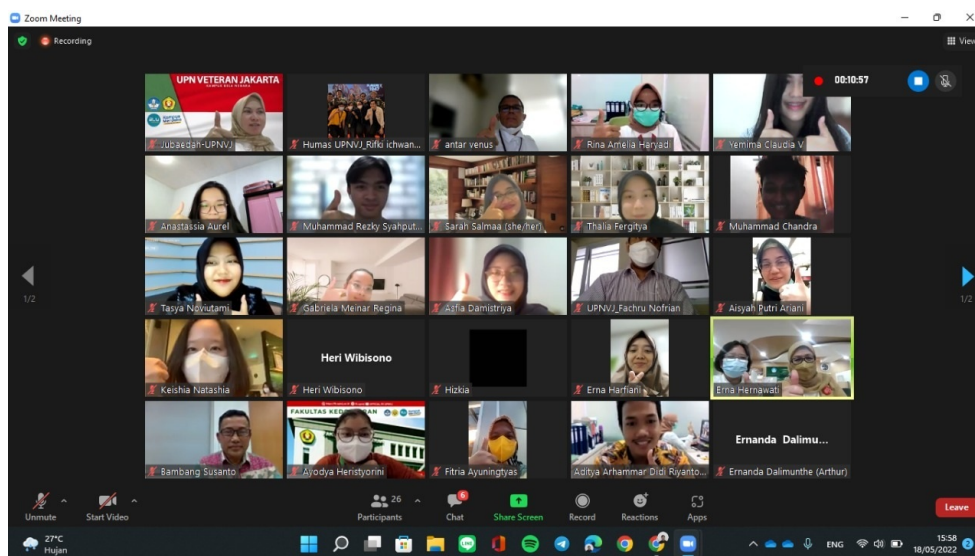 Zoom Meeting
Recording
View
00:10:57
UPN VETERAN JAKARTA
Jubaedah-UPNVJ
Humas UPNVJ_Rifki ichwan...
antar venus
Rina Amelia Haryadi
Yemima Claudia V
Anastassia Aurel
Muhammad Rezky Syahput...
Sarah Salmaa (she/her)
Thalia Fergitya
Muhammad Chandra
Tasya Noviutami
Gabriela Meinar Regina
Asfia Damistriya
UPNVJ_Fachru Nofrian
Aisyah Putri Ariani
1/2
1/2
Keishia Natashia
Heri Wibisono
Heri Wibisono
Hizkia
Erna Harfiani
Erna Hernawati
Bambang Susanto
FAKULTAS KEDOKTERAN
Ayodya Heristyorini
Fitria Ayuningtyas
Aditya Arhammar Didi Riyanto...
Ernanda Dalimu...
Ernanda Dalimunthe (Arthur)
Unmute
Start Video
26
Participants
6
Chat
Share Screen
Record
Reactions
Apps
Leave
27°C
Hujan
ENG
15:58
18/05/2022
2